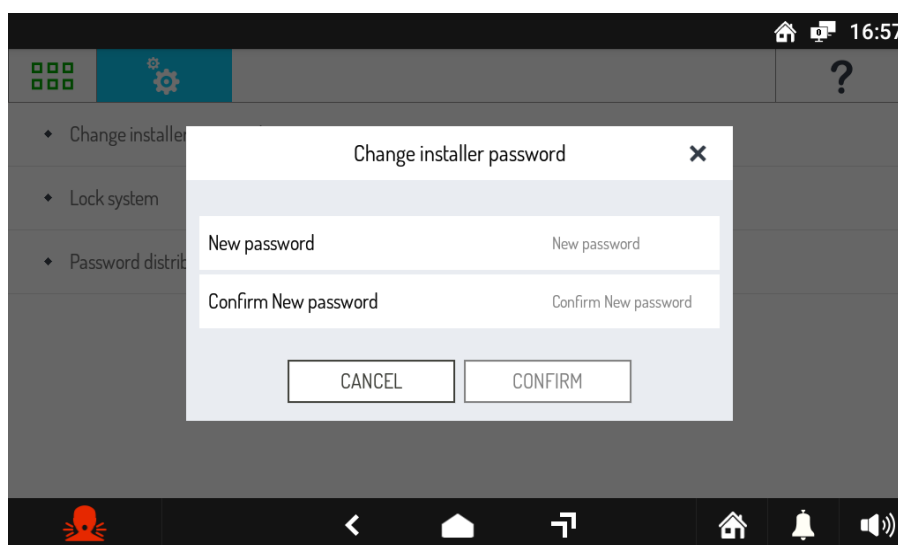 16:57
?
Change installer
Change installer password
Lock system
New password
New password
Password distrib
Confirm New password
Confirm New password
CANCEL
CONFIRM